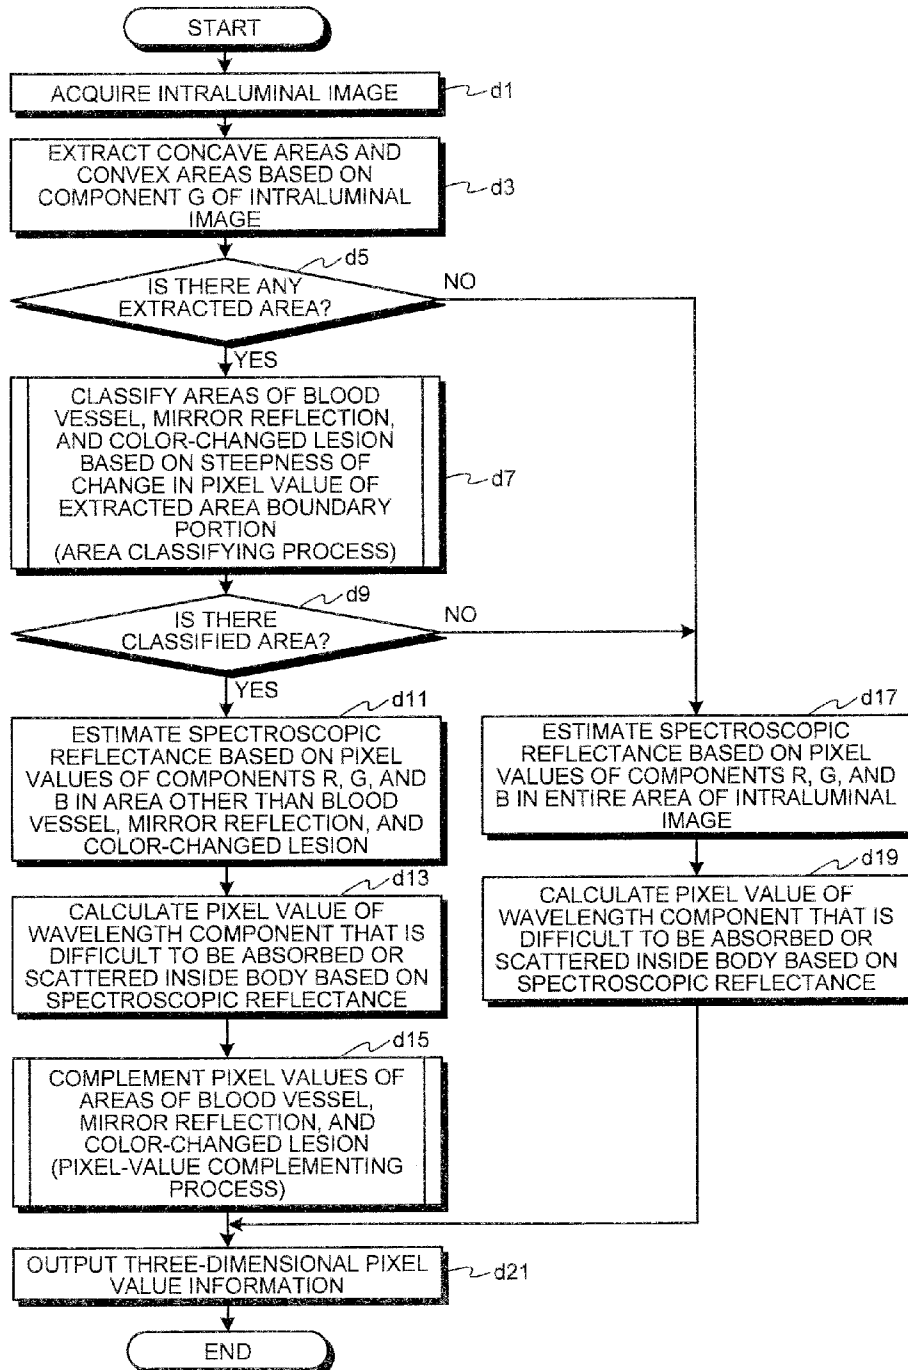 START
ACQUIRE INTRALUMINAL IMAGE
d1
EXTRACT CONCAVE AREAS AND
CONVEX AREAS BASED ON
COMPONENT G OF INTRALUMINAL
IMAGE
d3
d5
IS THERE ANY
EXTRACTED AREA?
NO
YES
CLASSIFY AREAS OF BLOOD
VESSEL, MIRROR REFLECTION,
AND COLOR-CHANGED LESION
BASED ON STEEPNESS OF
CHANGE IN PIXEL VALUE OF
EXTRACTED AREA BOUNDARY
PORTION
(AREA CLASSIFYING PROCESS)
d7
d9
IS THERE
CLASSIFIED AREA?
NO
YES
d11
ESTIMATE SPECTROSCOPIC
REFLECTANCE BASED ON PIXEL
VALUES OF COMPONENTS R, G, AND
B IN AREA OTHER THAN BLOOD
VESSEL, MIRROR REFLECTION, AND
COLOR-CHANGED LESION
d17
ESTIMATE SPECTROSCOPIC
REFLECTANCE BASED ON PIXEL
VALUES OF COMPONENTS R, G, AND
B IN ENTIRE AREA OF INTRALUMINAL
IMAGE
d13
CALCULATE PIXEL VALUE OF
WAVELENGTH COMPONENT THAT IS
DIFFICULT TO BE ABSORBED OR
SCATTERED INSIDE BODY BASED ON
SPECTROSCOPIC REFLECTANCE
d19
CALCULATE PIXEL VALUE OF
WAVELENGTH COMPONENT THAT IS
DIFFICULT TO BE ABSORBED OR
SCATTERED INSIDE BODY BASED ON
SPECTROSCOPIC REFLECTANCE
d15
COMPLEMENT PIXEL VALUES OF
AREAS OF BLOOD VESSEL,
MIRROR REFLECTION, AND
COLOR-CHANGED LESION
(PIXEL-VALUE COMPLEMENTING
PROCESS)
OUTPUT THREE-DIMENSIONAL PIXEL
VALUE INFORMATION
d21
END